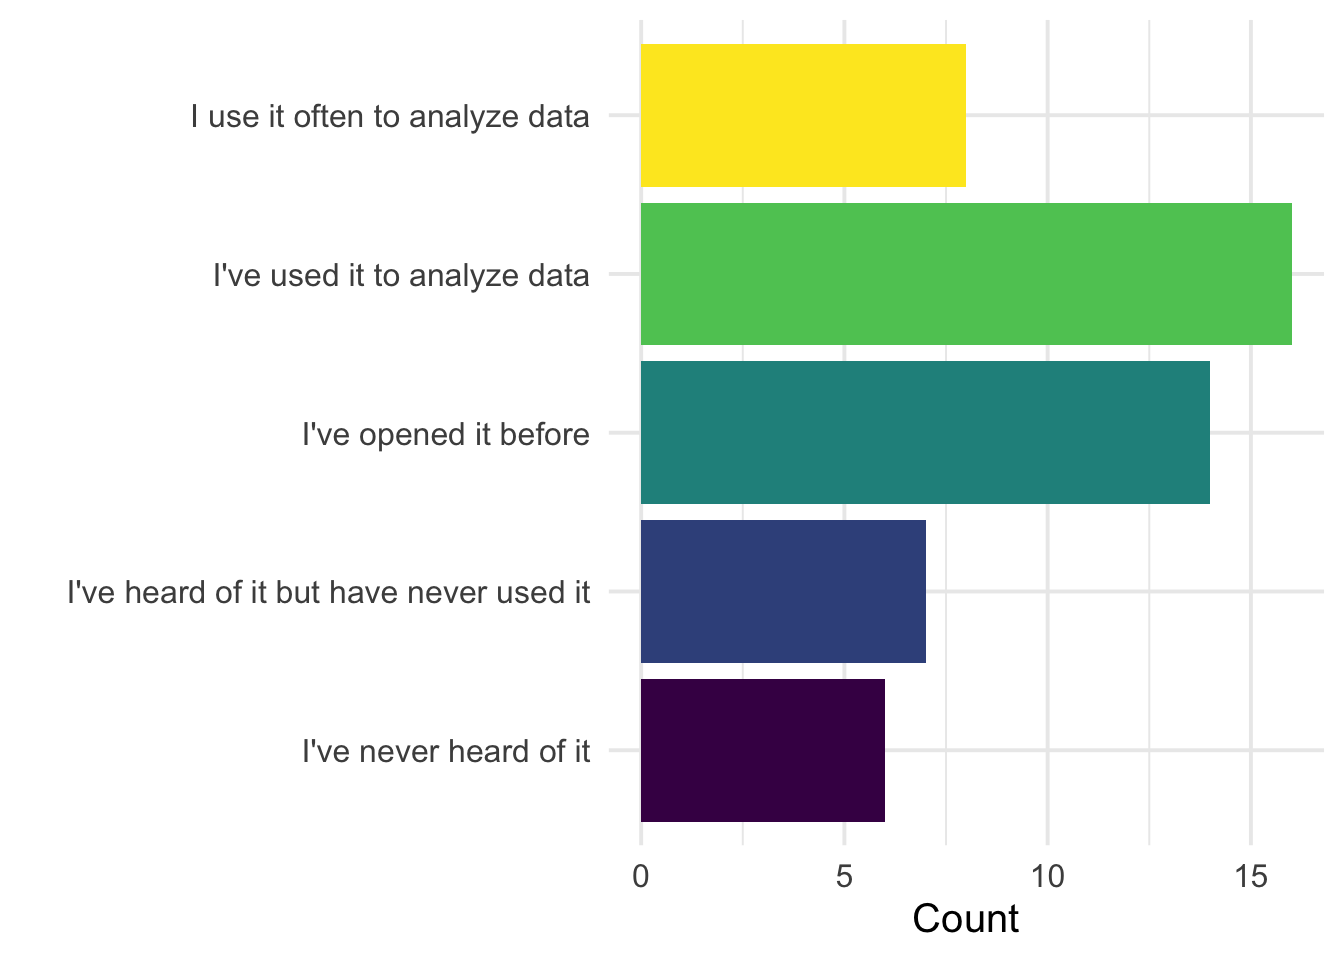 I use it often to analyze data
I've used it to analyze data
I've opened it before
I've heard of it but have never used it
I've never heard of it
0 5 10 15
Count